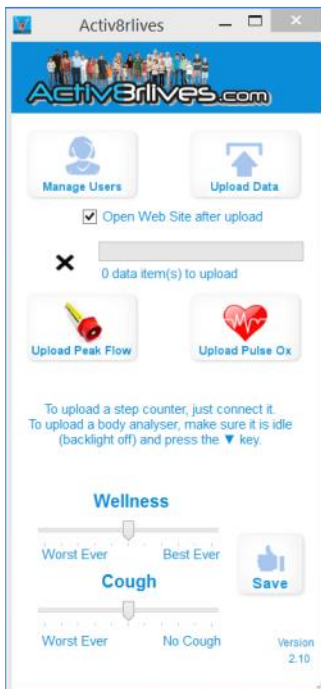 Activ8rlives
Activ8rlives.com
Manage Users
Upload Data
Open Web Site after upload
0 data item(s) to upload
Upload Peak Flow
Upload Pulse Ox
To upload a step counter, just connect it.
To upload a body analyser, make sure it is idle
(backlight off) and press the ▼ key.
Wellness
Worst Ever
Best Ever
Cough
Save
Worst Ever
No Cough
Version
2.10